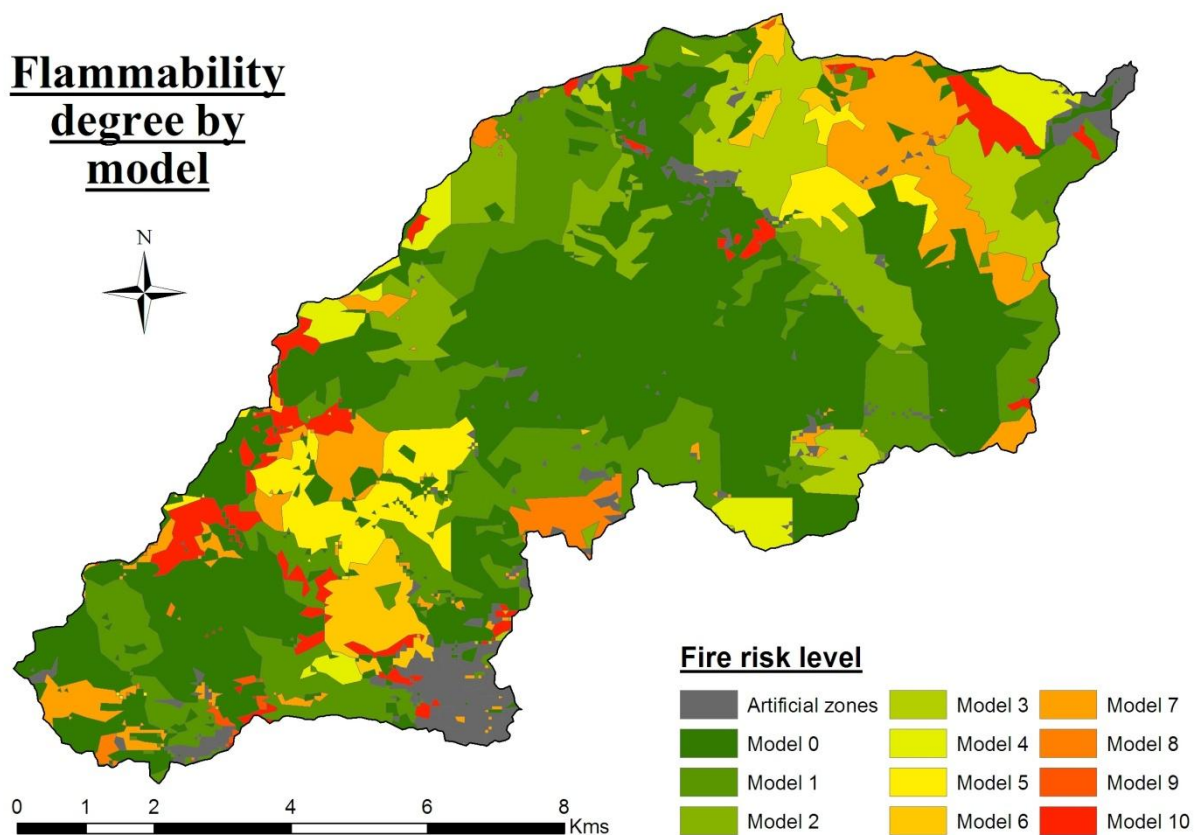 Flammability
degree by
model
N
Fire risk level
Artificial zones
Model 0
Model 1
Model 2
Model 3
Model 4
Model 5
Model 6
Model 7
Model 8
Model 9
Model 10
0 1 2 4 6 8
Kms